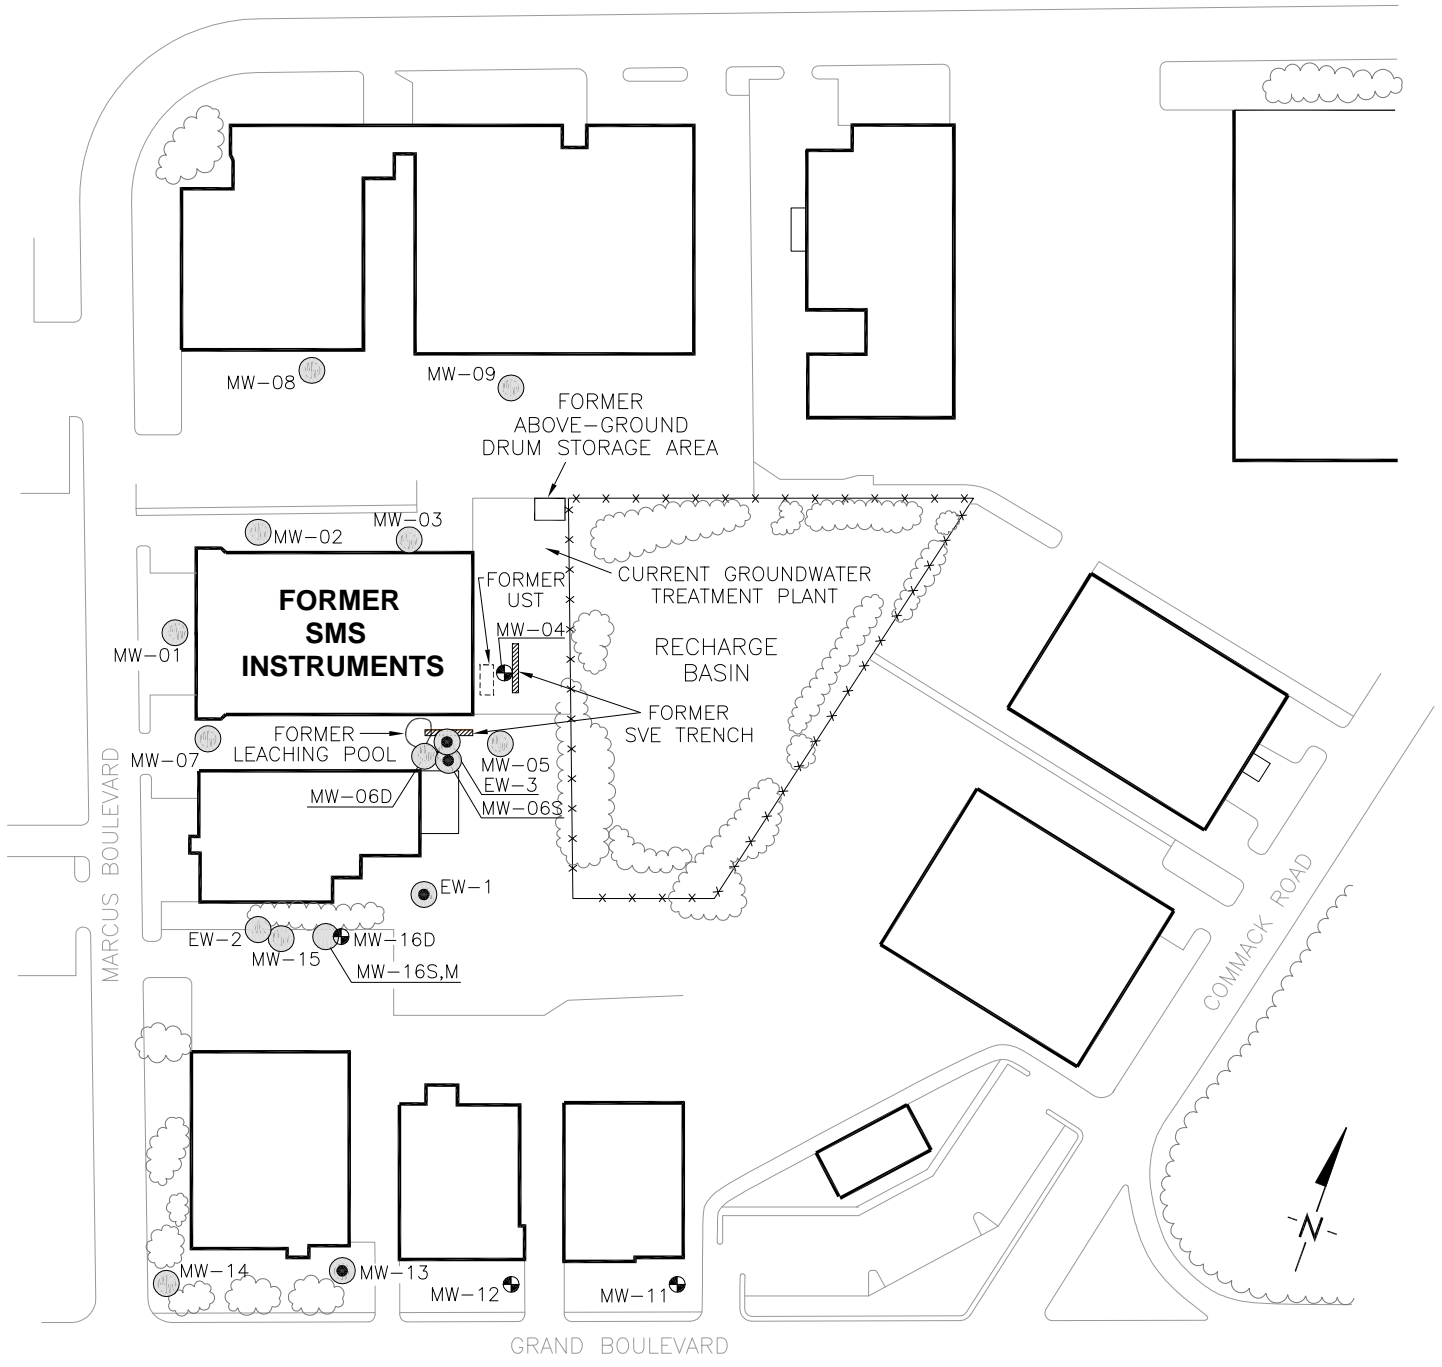 MW-08
MW-09
FORMER
ABOVE-GROUND
DRUM STORAGE AREA
MW-02
MW-03
FORMER
SMS
INSTRUMENTS
FORMER
UST
CURRENT GROUNDWATER
TREATMENT PLANT
MW-04
MW-01
RECHARGE
BASIN
FORMER
SVE TRENCH
FORMER
LEACHING POOL
MW-07
MW-05
EW-3
MW-06D
MW-06S
MARCUS BOULEVARD
EW-1
EW-2
MW-15
MW-16D
MW-16S,M
COMMACK ROAD
N
MW-14
MW-13
MW-12
MW-11
GRAND BOULEVARD